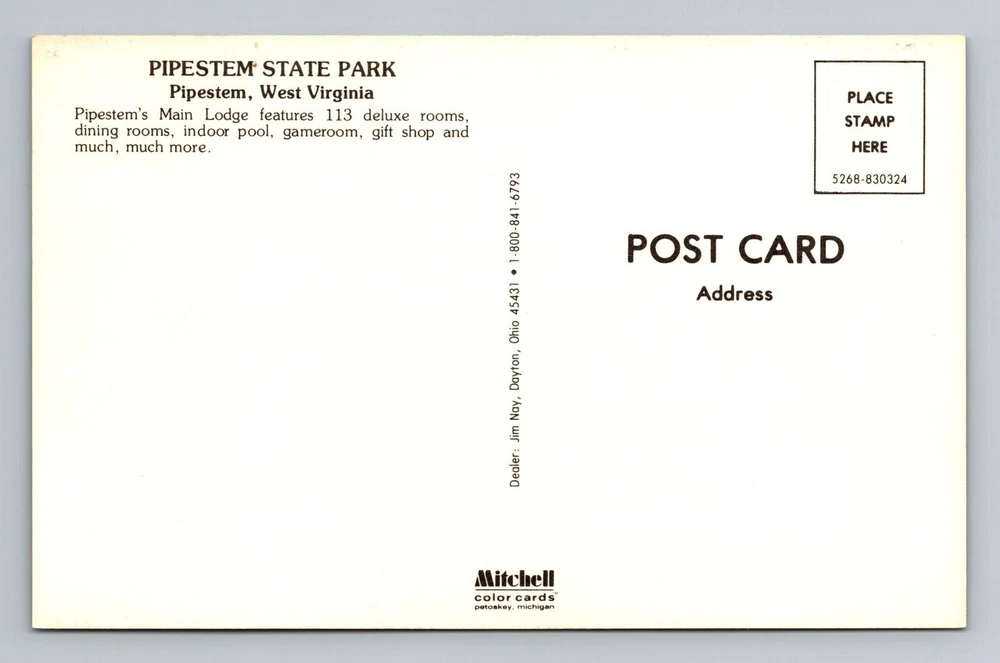 PIPESTEM STATE PARK
Pipestem, West Virginia
Pipestem's Main Lodge features 113 deluxe rooms,
dining rooms, indoor pool, gameroom, gift shop and
much, much more.
Dealer: Jim Nay, Dayton, Ohio 45431 • 1-800-841-6793
PLACE
STAMP
HERE
5268-830324
POST CARD
Address
Mitchell
color cards™
petoskey, michigan